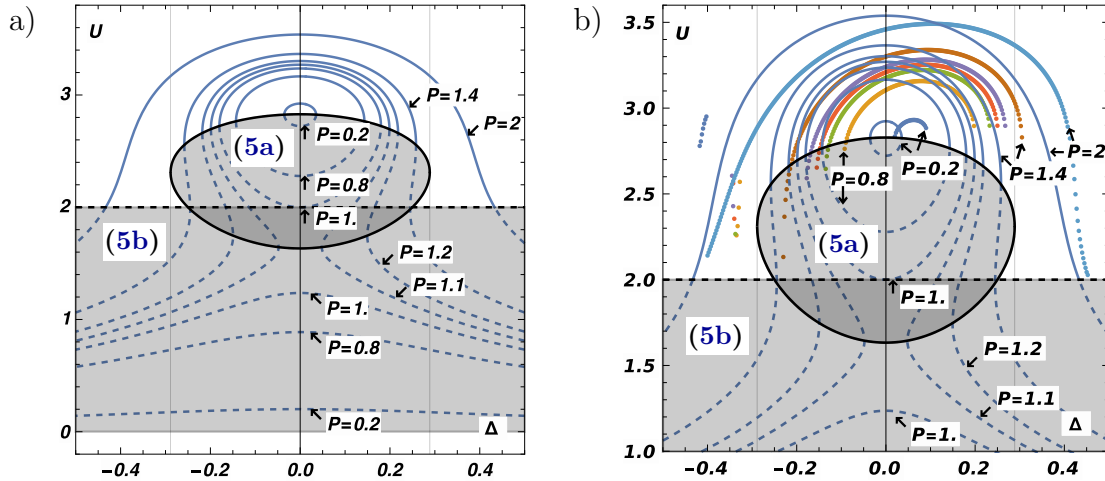 a)
U
3
2
1
0
(5a)
(5b)
P=1.4
P=2
P=0.2
P=0.8
P=1.
P=1.2
P=1.1
P=1.
P=0.8
P=0.2
Δ
−0.4 −0.2 0.0 0.2 0.4
b)
U
3.5
3.0
2.5
2.0
1.5
1.0
P=2
P=0.2
P=0.8
P=1.4
(5a)
P=1.
(5b)
P=1.2
P=1.1
P=1.
Δ
−0.4 −0.2 0.0 0.2 0.4